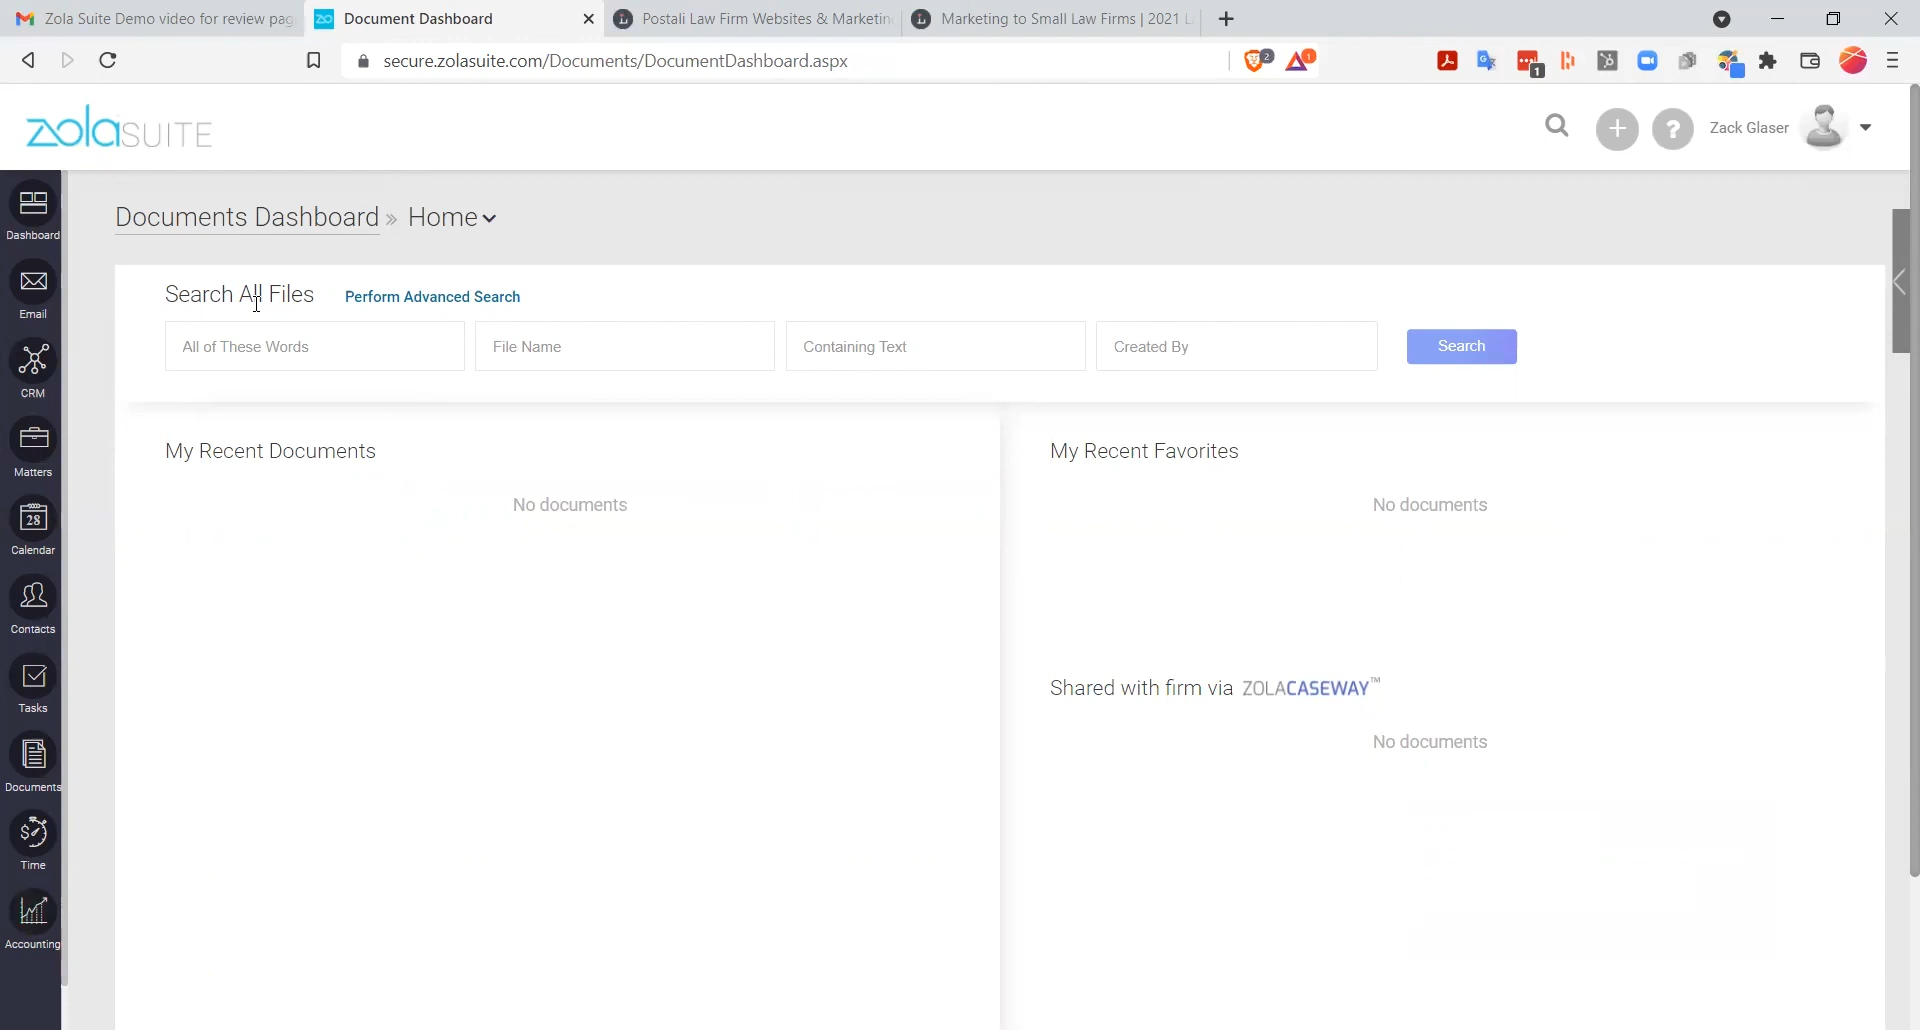 Zola Suite Demo video for review pag
Document Dashboard
Postali Law Firm Websites & Marketin
Marketing to Small Law Firms | 2021 L
secure.zolasuite.com/Documents/DocumentDashboard.aspx
2
1
1
zolaSUITE
Zack Glaser
Dashboard
Email
CRM
Matters
28
Calendar
Contacts
Tasks
Documents
Time
Accounting
Documents Dashboard » Home
Search All Files
Perform Advanced Search
All of These Words
File Name
Containing Text
Created By
Search
My Recent Documents
No documents
My Recent Favorites
No documents
Shared with firm via ZOLACASEWAY™
No documents